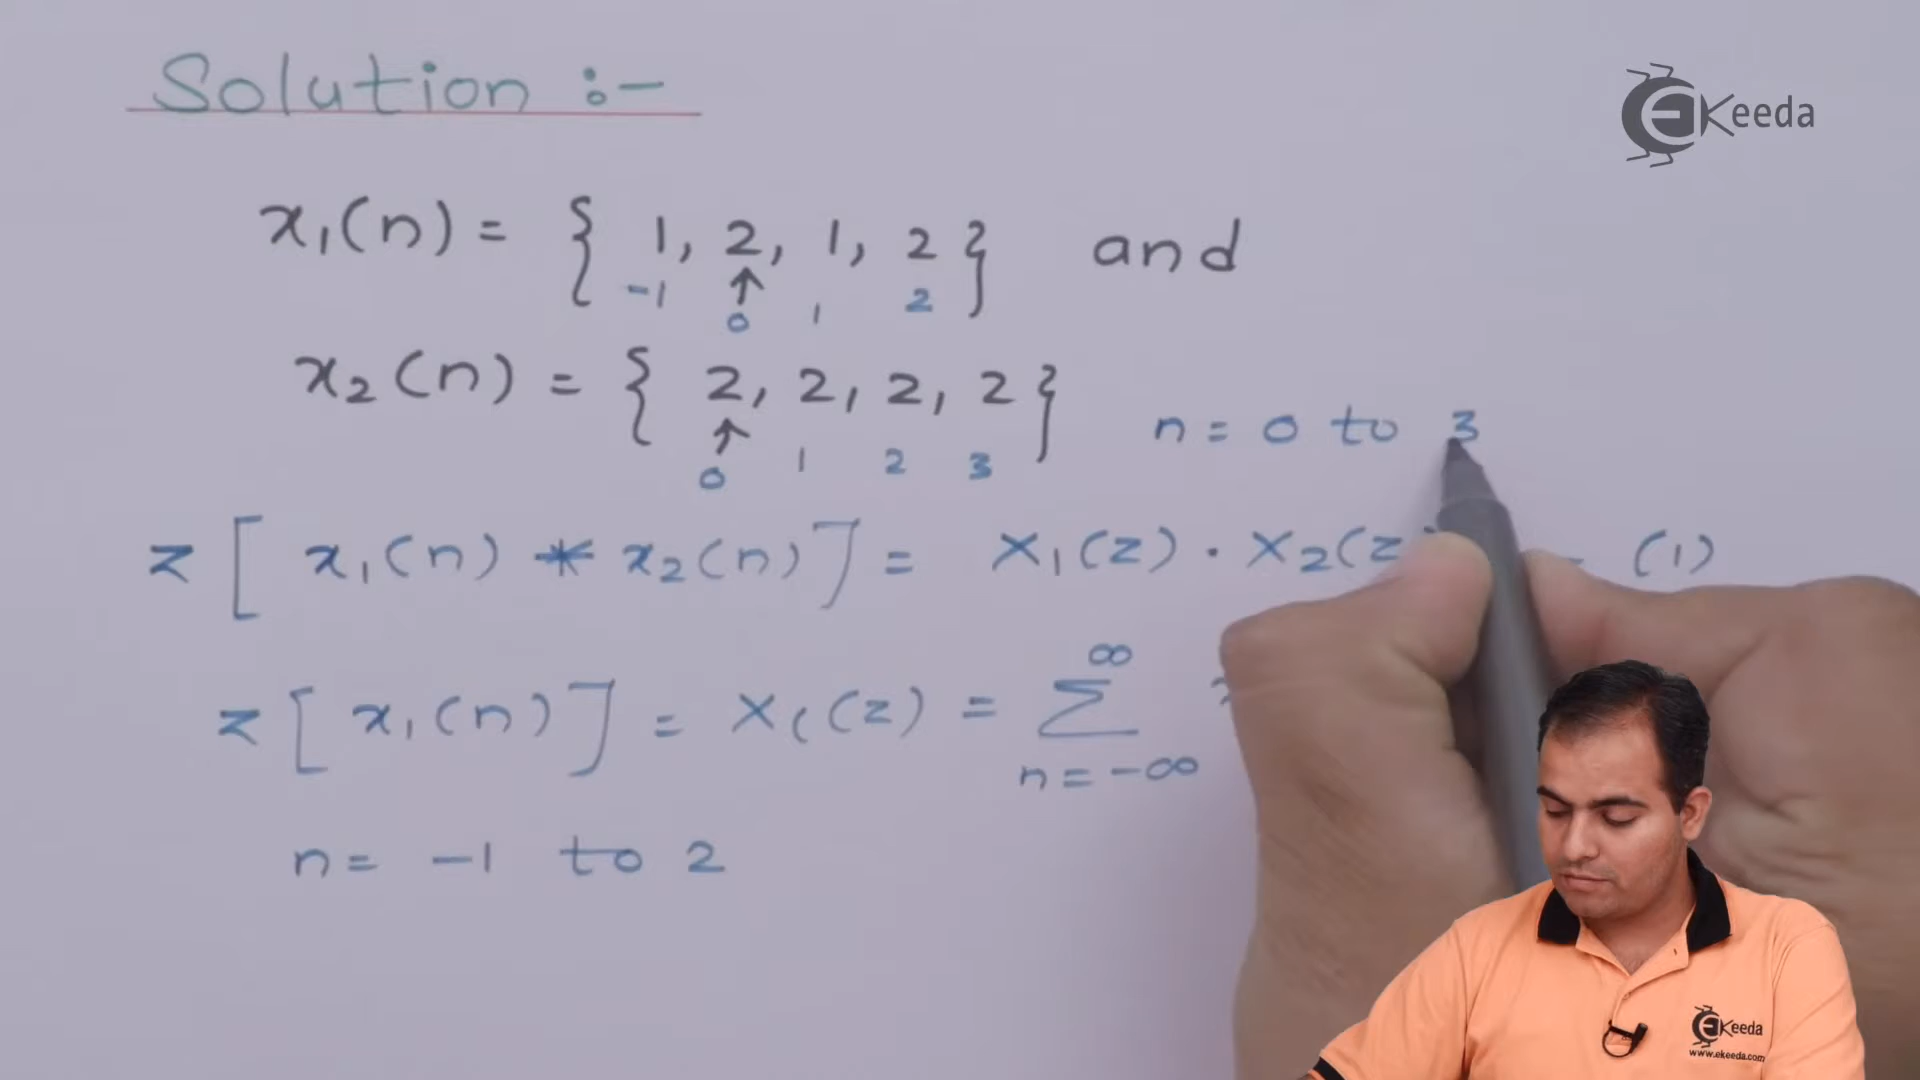 Solution :-
EKeeda
x₁(n) = { 1, 2, 1, 2 } and
-1 ↑ 2
0 1
x₂(n) = { 2, 2, 2, 2 }
n = 0 to 3
↑ 1 2 3
0
z [ x₁(n) * x₂(n) ] = X₁(z) · X₂(z) - (1)
∞
z [ x₁(n) ] = X₁(z) = Σ
n = -∞
n = -1 to 2
EKeeda
www.ekeeda.com